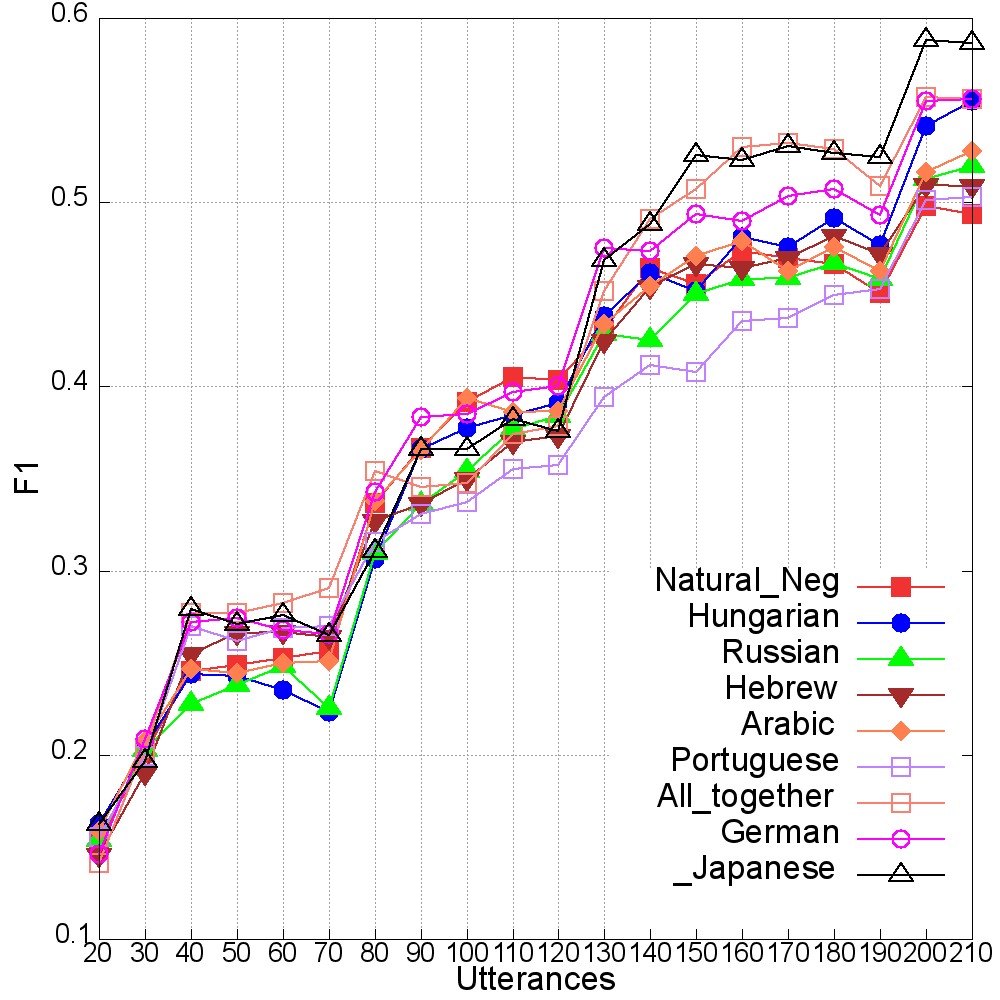 0.6
0.5
0.4
0.3
0.2
0.1
F1
Natural_Neg
Hungarian
Russian
Hebrew
Arabic
Portuguese
All_together
German
_Japanese
20 30 40 50 60 70 80 90 100 110 120 130 140 150 160 170 180 190 200 210
Utterances